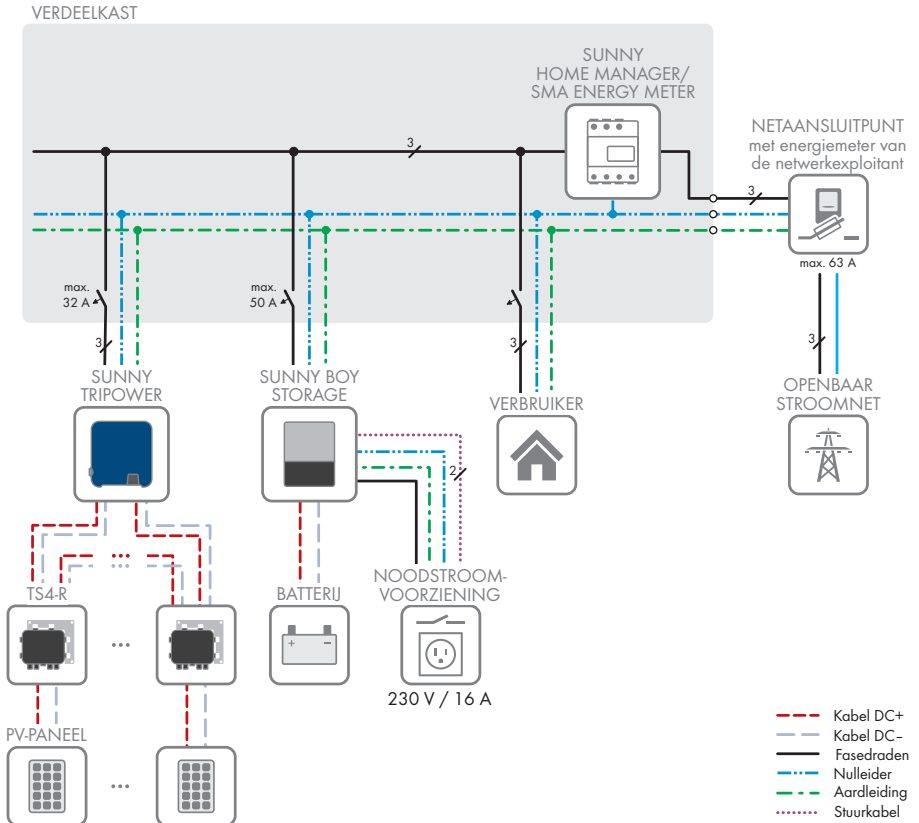 VERDEELKAST
SUNNY
HOME MANAGER/
SMA ENERGY METER
NETAANSLUITPUNT
met energiemeter van
de netwerkexploitant
3
3
max. 63 A
max.
32 A
max.
50 A
3
3
3
SUNNY
TRIPOWER
SUNNY BOY
STORAGE
VERBRUIKER
OPENBAAR
STROOMNET
2
TS4-R
BATTERIJ
NOODSTROOM-
VOORZIENING
230 V / 16 A
PV-PANEEL
Kabel DC+
Kabel DC–
Fasedraden
Nulleider
Aardleiding
Stuurkabel